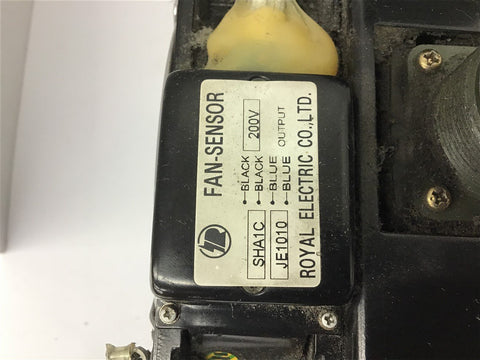 FAN-SENSOR
SHA1C BLACK 200V
BLACK
JE1010 BLUE OUTPUT
BLUE
ROYAL ELECTRIC CO.,LTD.